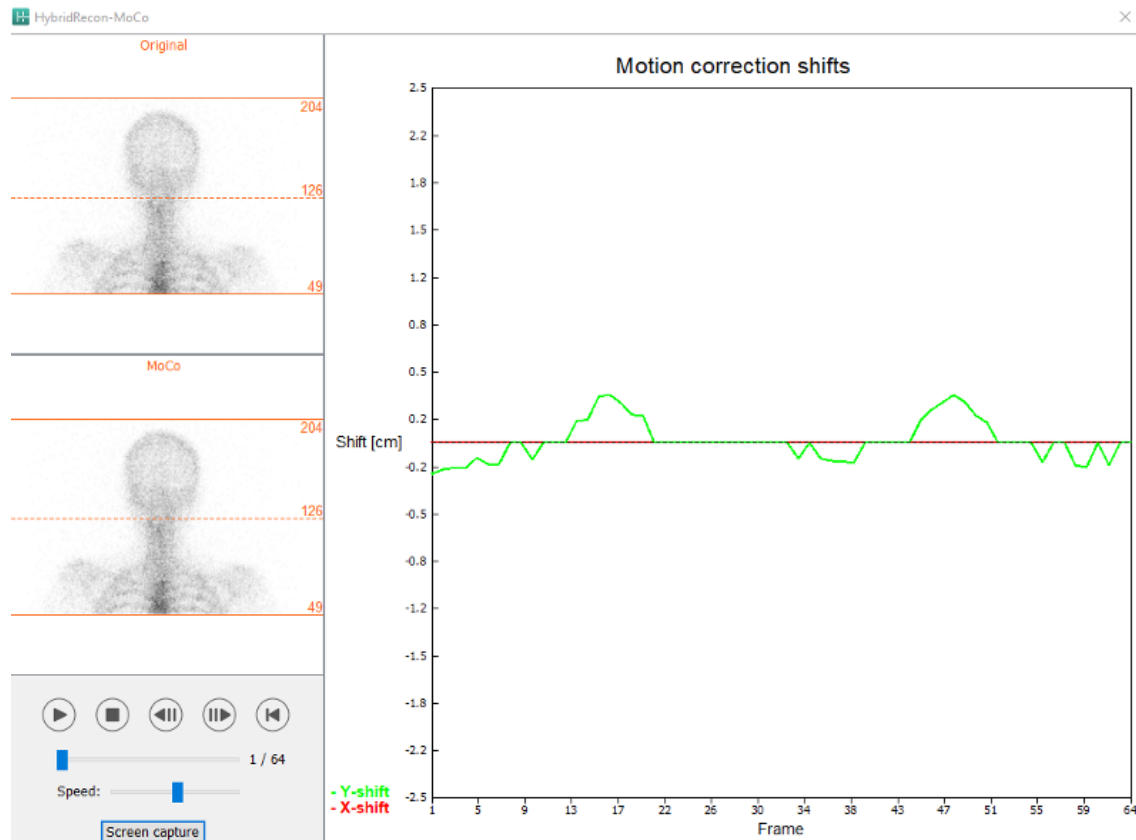 HybridRecon-MoCo
Original
204
126
49
MoCo
204
126
49
1 / 64
Speed:
Screen capture
Motion correction shifts
2.5
2.2
1.8
1.5
1.2
0.8
0.5
0.2
Shift [cm]
-0.2
-0.5
-0.8
-1.2
-1.5
-1.8
-2.2
-2.5
- Y-shift
- X-shift
1 5 9 13 17 22 26 30 34 38 43 47 51 55 59 64
Frame